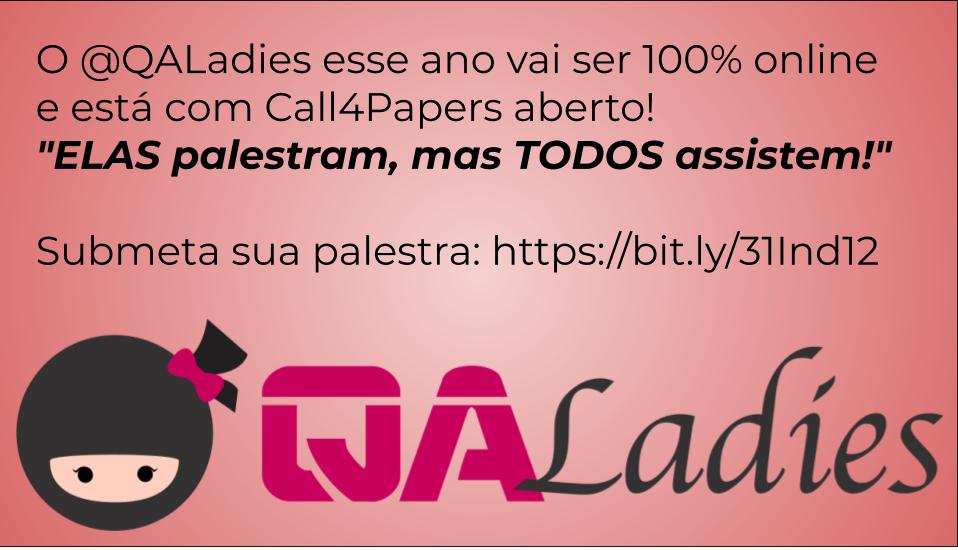 O @QALadies esse ano vai ser 100% online
e está com Call4Papers aberto!
"ELAS palestram, mas TODOS assistem!"
Submeta sua palestra: https://bit.ly/31Ind12
QALadies